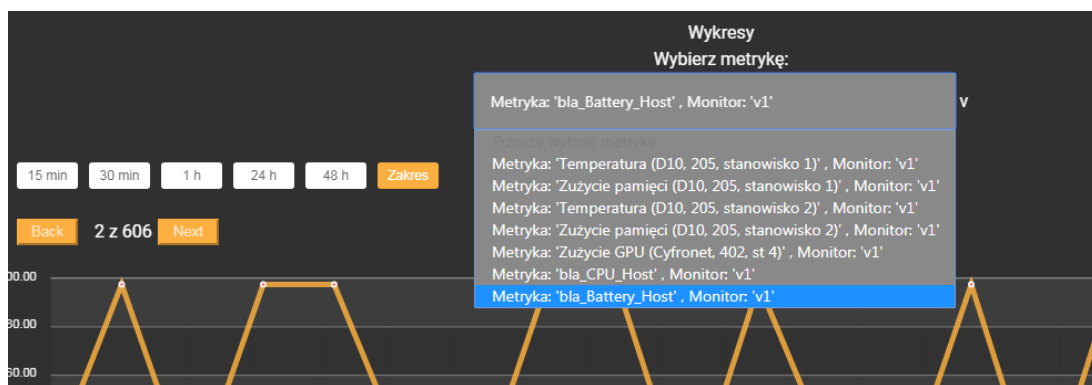 Wykresy
Wybierz metrykę:
Metryka: 'bla_Battery_Host' , Monitor: 'v1'
v
Przoszę wybrać metrykę
Metryka: 'Temperatura (D10, 205, stanowisko 1)' , Monitor: 'v1'
Metryka: 'Zużycie pamięci (D10, 205, stanowisko 1)' , Monitor: 'v1'
Metryka: 'Temperatura (D10, 205, stanowisko 2)' , Monitor: 'v1'
Metryka: 'Zużycie pamięci (D10, 205, stanowisko 2)' , Monitor: 'v1'
Metryka: 'Zużycie GPU (Cyfronet, 402, st 4)' , Monitor: 'v1'
Metryka: 'bla_CPU_Host' , Monitor: 'v1'
Metryka: 'bla_Battery_Host' , Monitor: 'v1'
15 min 30 min 1 h 24 h 48 h Zakres
Back 2 z 606 Next
00.00
80.00
60.00